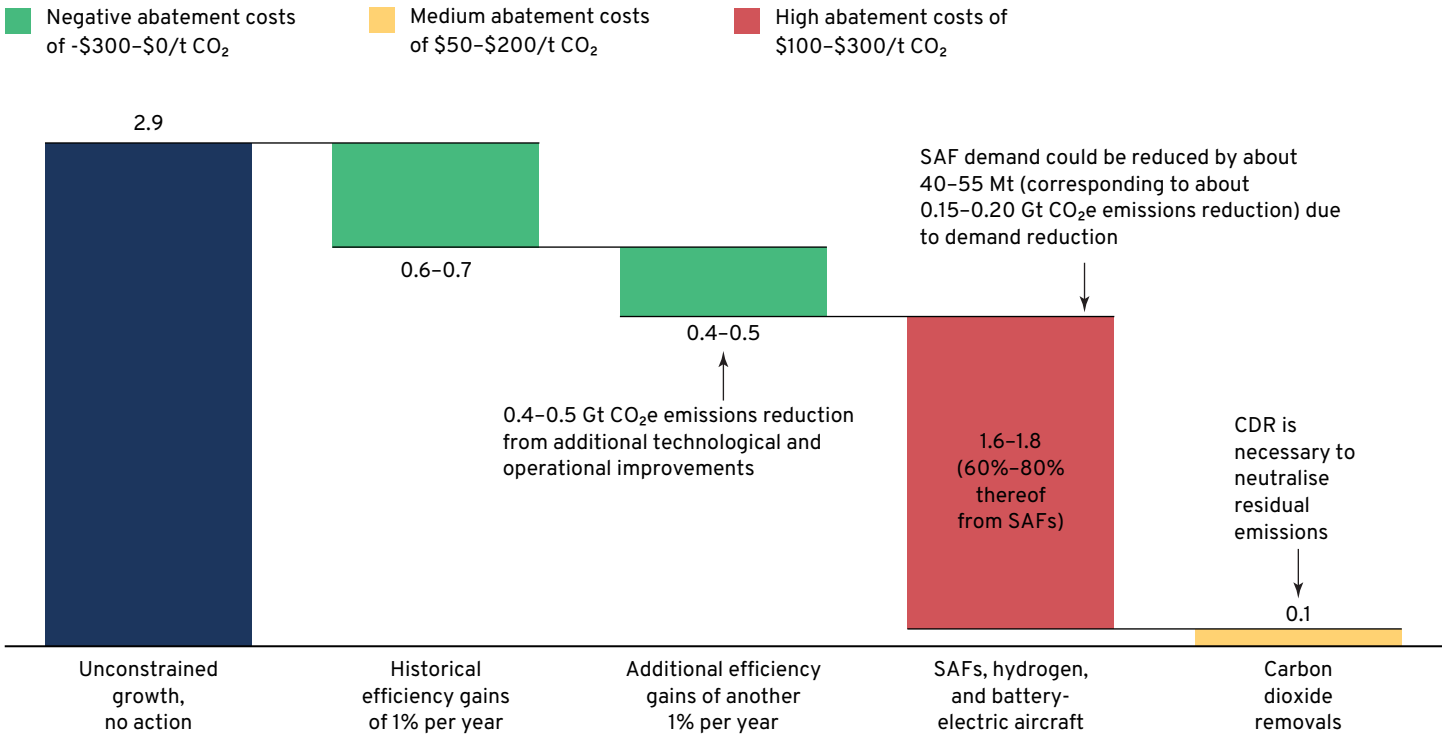 Negative abatement costs
of -$300–$0/t CO₂
Medium abatement costs
of $50–$200/t CO₂
High abatement costs of
$100–$300/t CO₂
2.9
0.6–0.7
0.4–0.5
0.4–0.5 Gt CO₂e emissions reduction
from additional technological and
operational improvements
SAF demand could be reduced by about
40–55 Mt (corresponding to about
0.15–0.20 Gt CO₂e emissions reduction) due
to demand reduction
1.6–1.8
(60%–80%
thereof
from SAFs)
CDR is
necessary to
neutralise
residual
emissions
0.1
Unconstrained
growth,
no action
Historical
efficiency gains
of 1% per year
Additional efficiency
gains of another
1% per year
SAFs, hydrogen,
and battery-
electric aircraft
Carbon
dioxide
removals